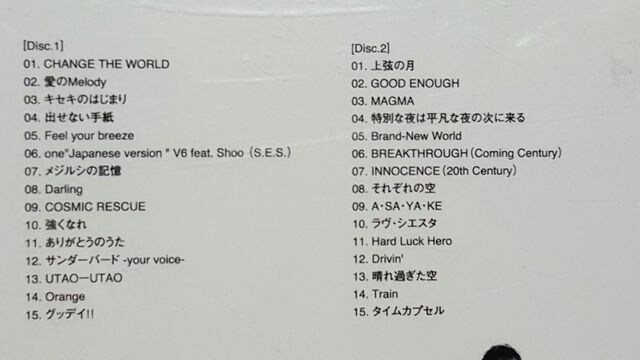 [Disc.1]
01. CHANGE THE WORLD
02. 愛のMelody
03. キセキのはじまり
04. 出せない手紙
05. Feel your breeze
06. one"Japanese version " V6 feat. Shoo (S.E.S.)
07. メジルシの記憶
08. Darling
09. COSMIC RESCUE
10. 強くなれ
11. ありがとうのうた
12. サンダーバード -your voice-
13. UTAO－UTAO
14. Orange
15. グッデイ!!
[Disc.2]
01. 上弦の月
02. GOOD ENOUGH
03. MAGMA
04. 特別な夜は平凡な夜の次に来る
05. Brand-New World
06. BREAKTHROUGH (Coming Century)
07. INNOCENCE (20th Century)
08. それぞれの空
09. A・SA・YA・KE
10. ラヴ・シエスタ
11. Hard Luck Hero
12. Drivin'
13. 晴れ過ぎた空
14. Train
15. タイムカプセル